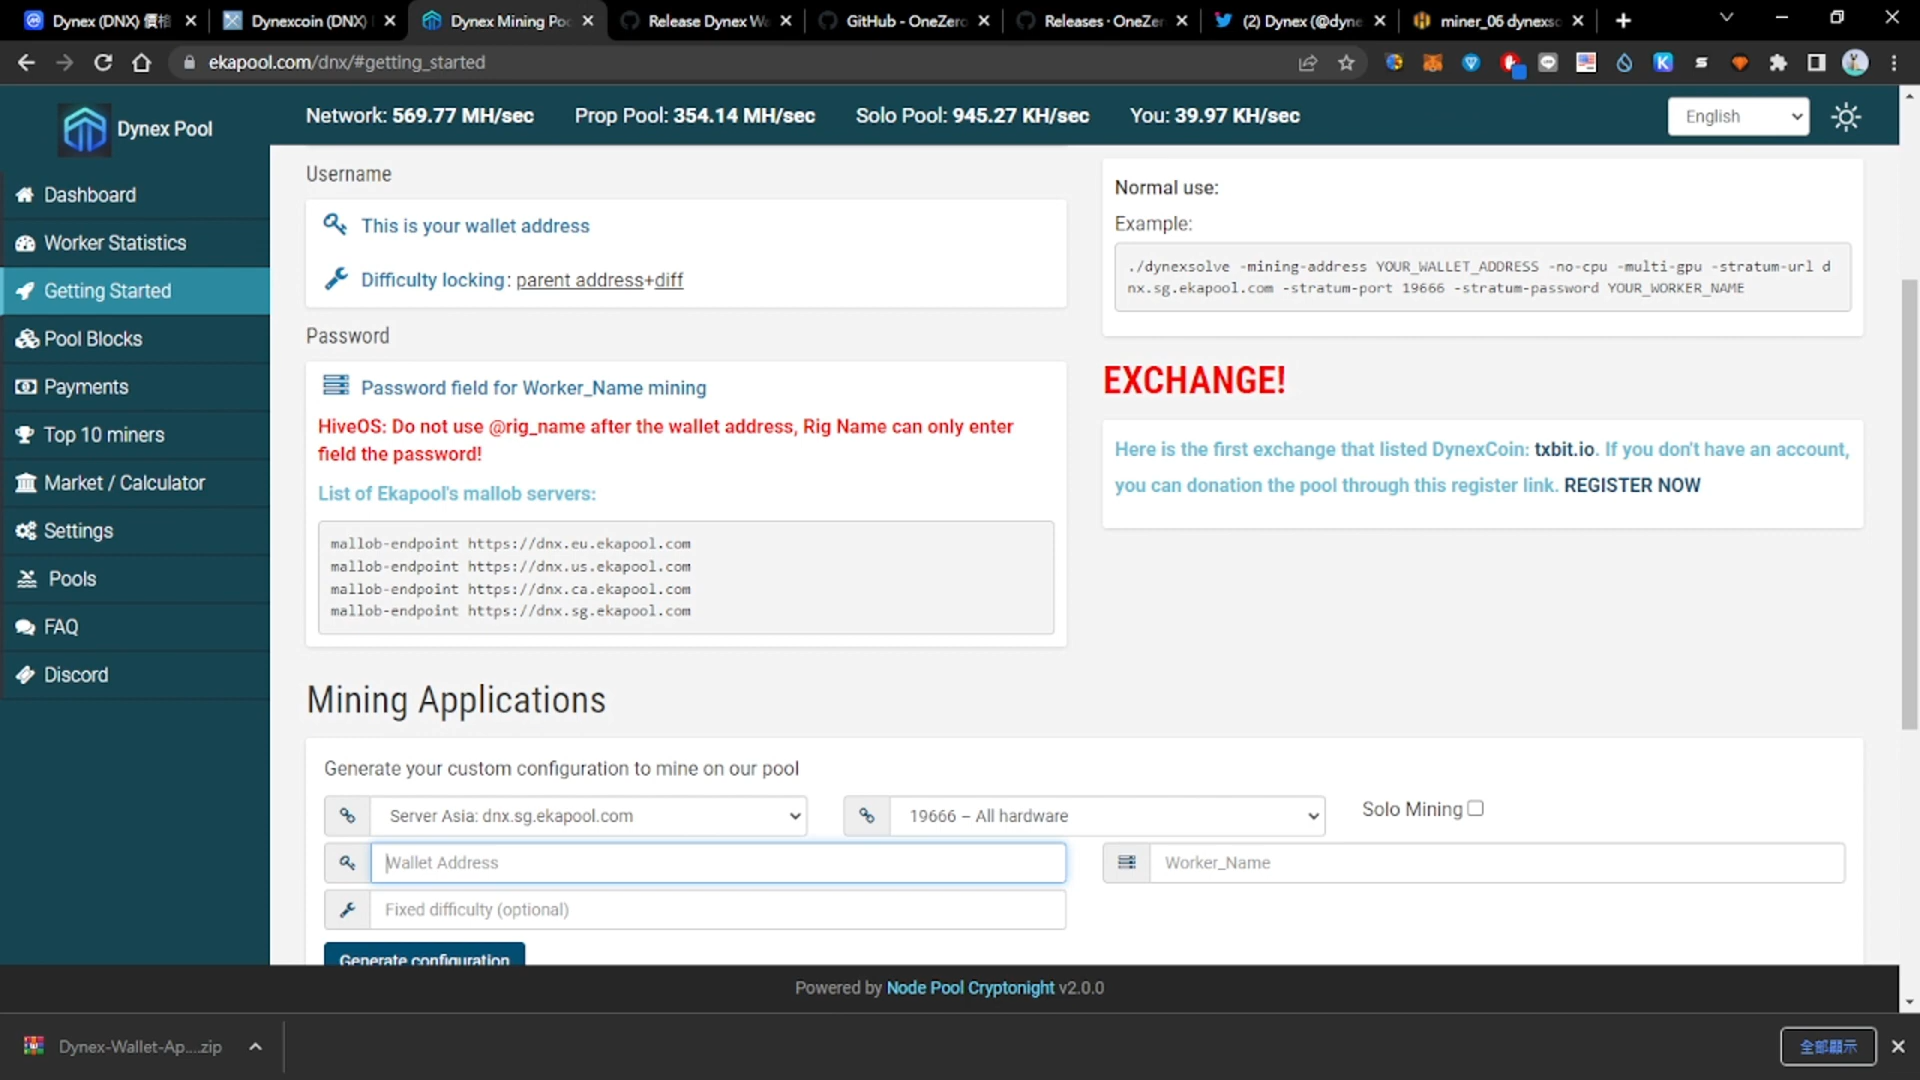 Dynex (DNX) 價格
Dynexcoin (DNX)
Dynex Mining Poo
Release Dynex Wa
GitHub - OneZero
Releases · OneZer
(2) Dynex (@dyne
miner_06 dynexso
ekapool.com/dnx/#getting_started
Dynex Pool
Network: 569.77 MH/sec
Prop Pool: 354.14 MH/sec
Solo Pool: 945.27 KH/sec
You: 39.97 KH/sec
English
Dashboard
Worker Statistics
Getting Started
Pool Blocks
Payments
Top 10 miners
Market / Calculator
Settings
Pools
FAQ
Discord
Username
This is your wallet address
Difficulty locking: parent address+diff
Password
Password field for Worker_Name mining
HiveOS: Do not use @rig_name after the wallet address, Rig Name can only enter
field the password!
List of Ekapool's mallob servers:
mallob-endpoint https://dnx.eu.ekapool.com
mallob-endpoint https://dnx.us.ekapool.com
mallob-endpoint https://dnx.ca.ekapool.com
mallob-endpoint https://dnx.sg.ekapool.com
Normal use:
Example:
./dynexsolve -mining-address YOUR_WALLET_ADDRESS -no-cpu -multi-gpu -stratum-url d
nx.sg.ekapool.com -stratum-port 19666 -stratum-password YOUR_WORKER_NAME
EXCHANGE!
Here is the first exchange that listed DynexCoin: txbit.io. If you don't have an account,
you can donation the pool through this register link. REGISTER NOW
Mining Applications
Generate your custom configuration to mine on our pool
Server Asia: dnx.sg.ekapool.com
19666 – All hardware
Solo Mining
Wallet Address
Worker_Name
Fixed difficulty (optional)
Generate configuration
Powered by Node Pool Cryptonight v2.0.0
Dynex-Wallet-Ap....zip
全部顯示